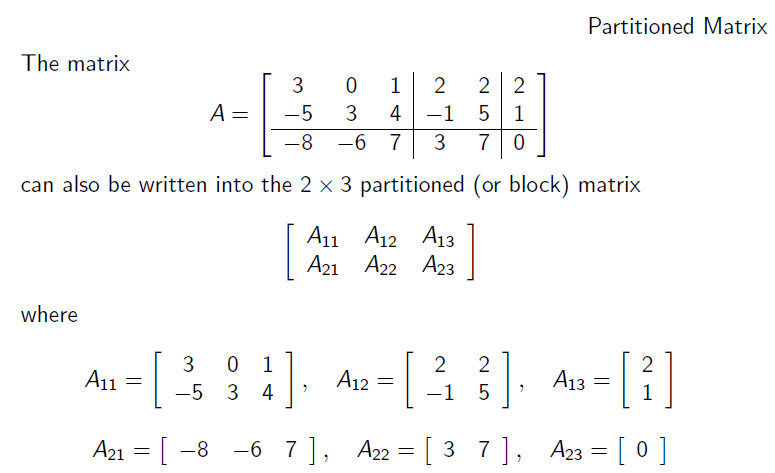 Partitioned Matrix
The matrix
A = [ 3 0 1 | 2 2 | 2
−5 3 4 | −1 5 | 1
−8 −6 7 | 3 7 | 0 ]
can also be written into the 2 × 3 partitioned (or block) matrix
[ A₁₁ A₁₂ A₁₃
A₂₁ A₂₂ A₂₃ ]
where
A₁₁ = [ 3 0 1 ; −5 3 4 ], A₁₂ = [ 2 2 ; −1 5 ], A₁₃ = [ 2 ; 1 ]
A₂₁ = [ −8 −6 7 ], A₂₂ = [ 3 7 ], A₂₃ = [ 0 ]